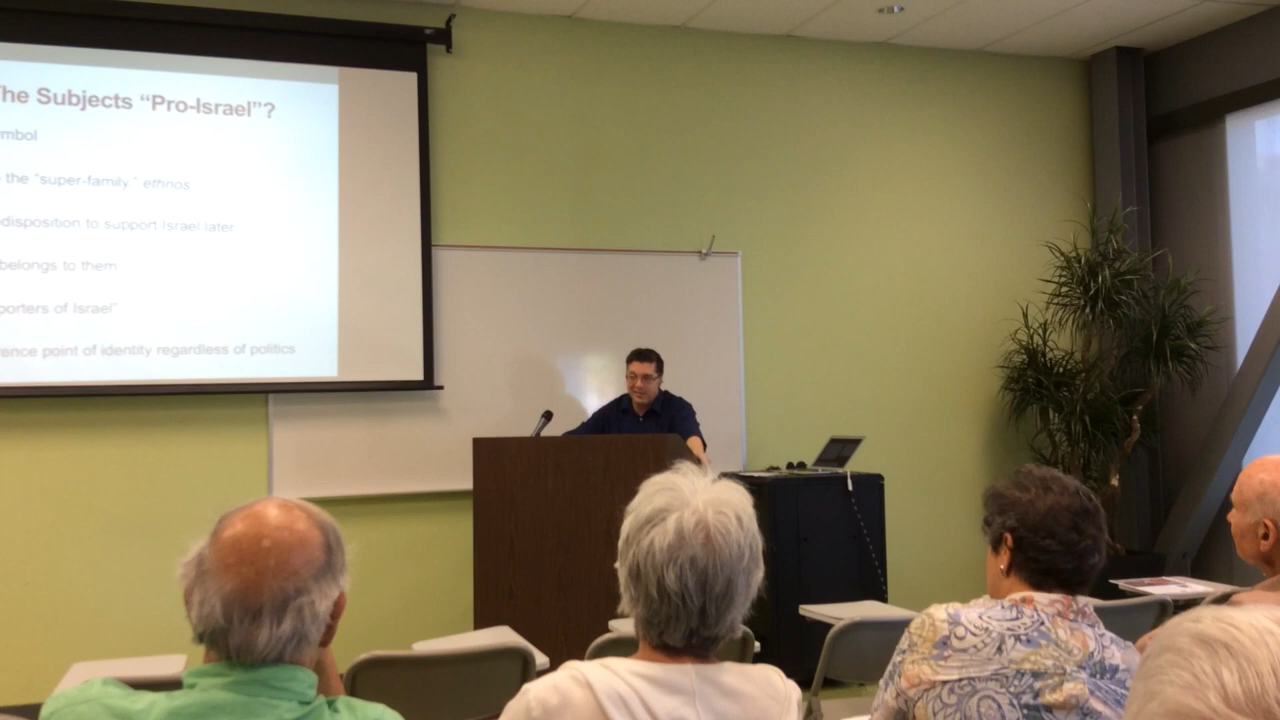 The Subjects “Pro-Israel”?
mbol
the “super-family,” ethnos
disposition to support Israel later
belongs to them
porters of Israel”
rence point of identity regardless of politics